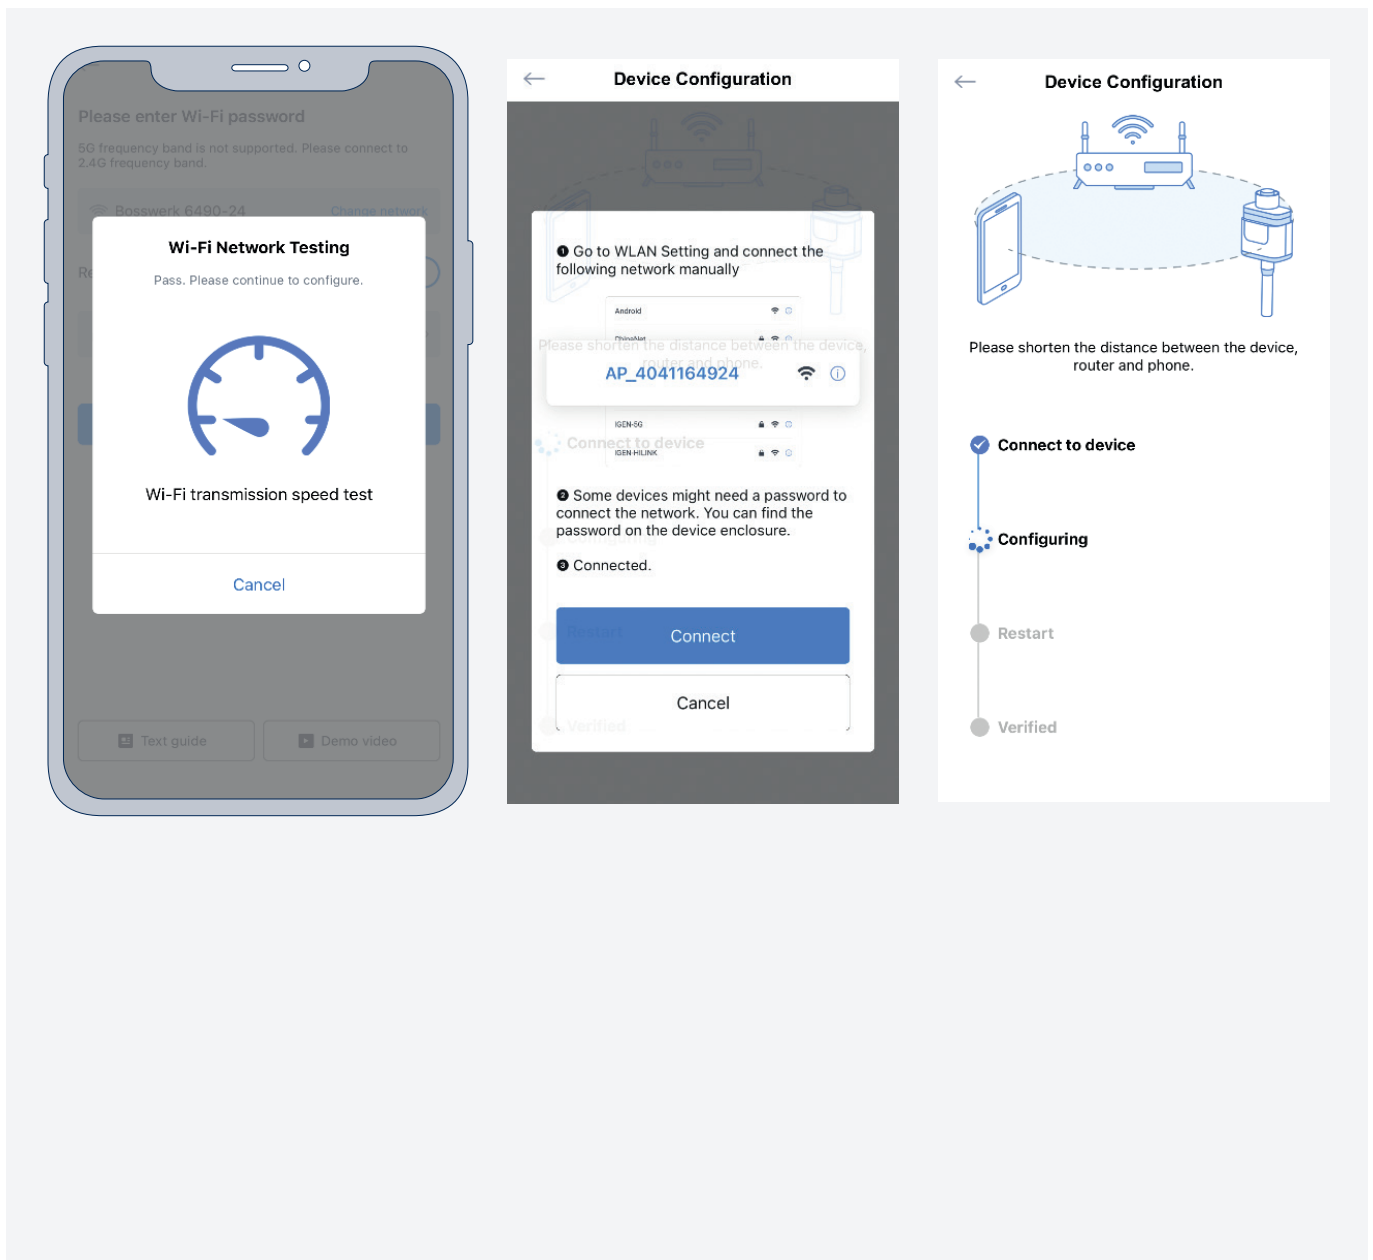 Please enter Wi-Fi password
5G frequency band is not supported. Please connect to
2.4G frequency band.
Bosswerk 6490-24 Change network
Re
Wi-Fi Network Testing
Pass. Please continue to configure.
Wi-Fi transmission speed test
Cancel
Text guide
Demo video
Device Configuration
❶ Go to WLAN Setting and connect the
following network manually
Android
Please shorten the distance between the device,
router and phone.
AP_4041164924
IGEN-5G
Connect to device
IGEN-HILINK
❷ Some devices might need a password to
connect the network. You can find the
password on the device enclosure.
Configuring
❸ Connected.
Restart
Connect
Cancel
Verified
Device Configuration
Please shorten the distance between the device,
router and phone.
Connect to device
Configuring
Restart
Verified